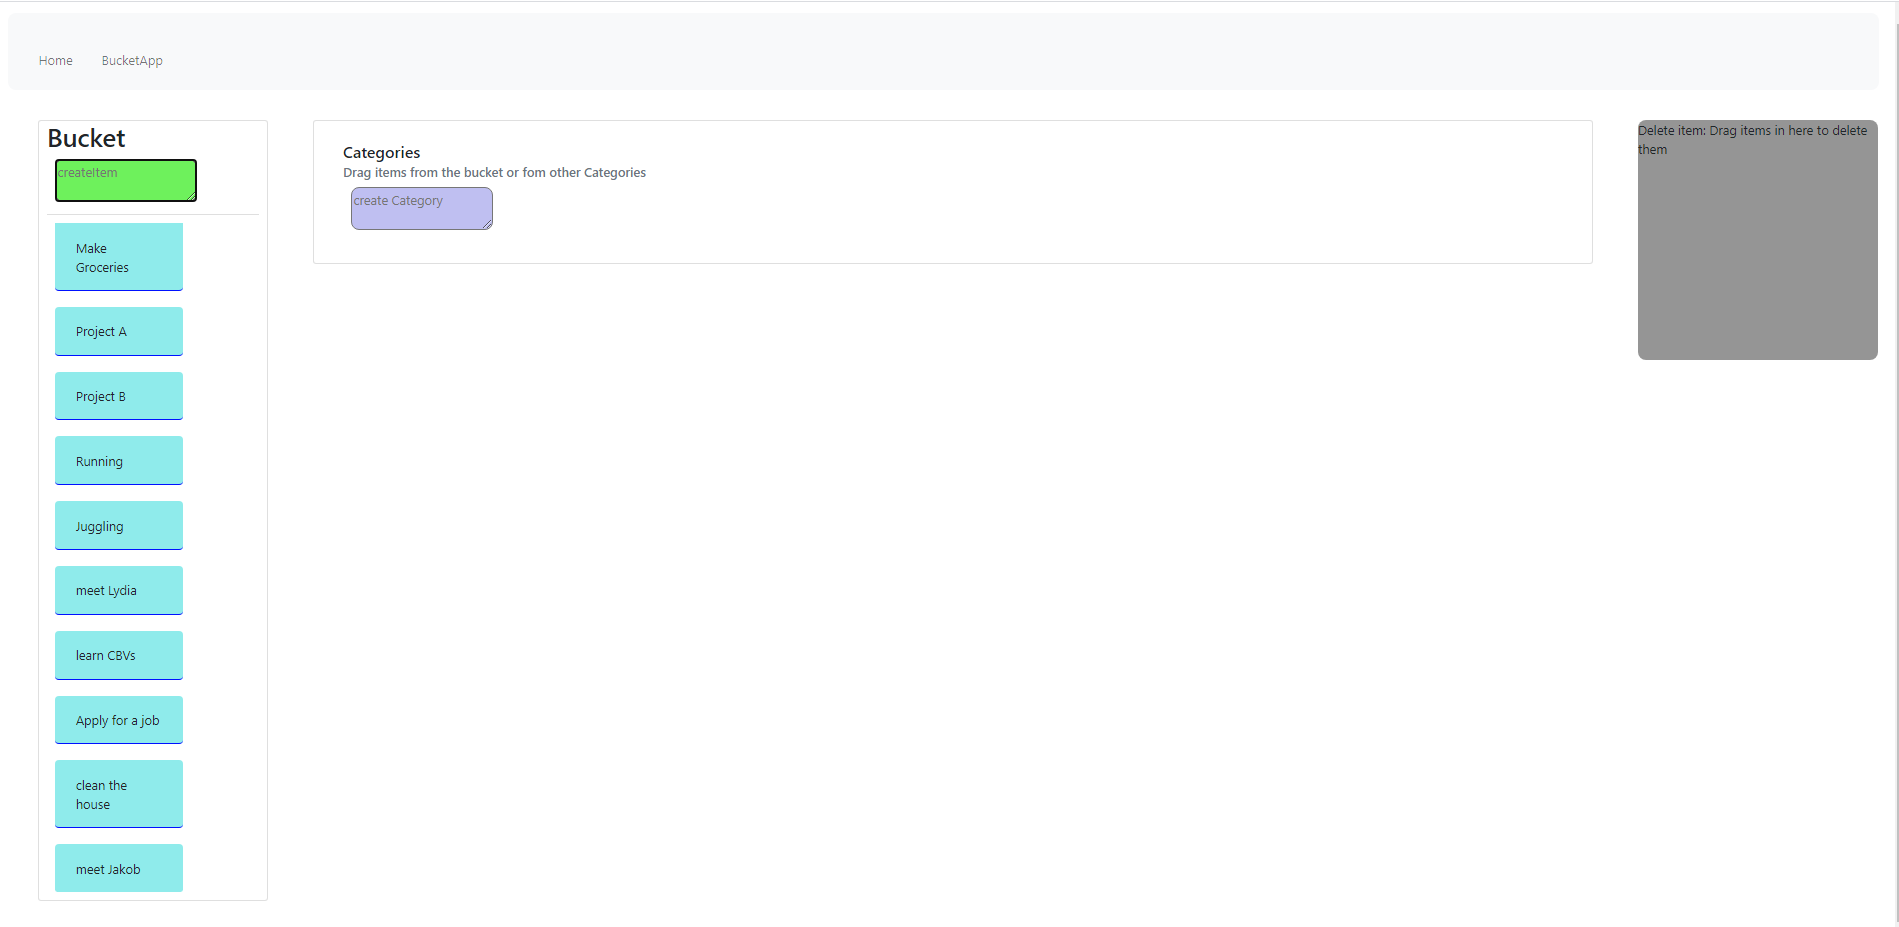 Home BucketApp
Bucket
createItem
Make
Groceries
Project A
Project B
Running
Juggling
meet Lydia
learn CBVs
Apply for a job
clean the
house
meet Jakob
Categories
Drag items from the bucket or fom other Categories
create Category
Delete item: Drag items in here to delete
them